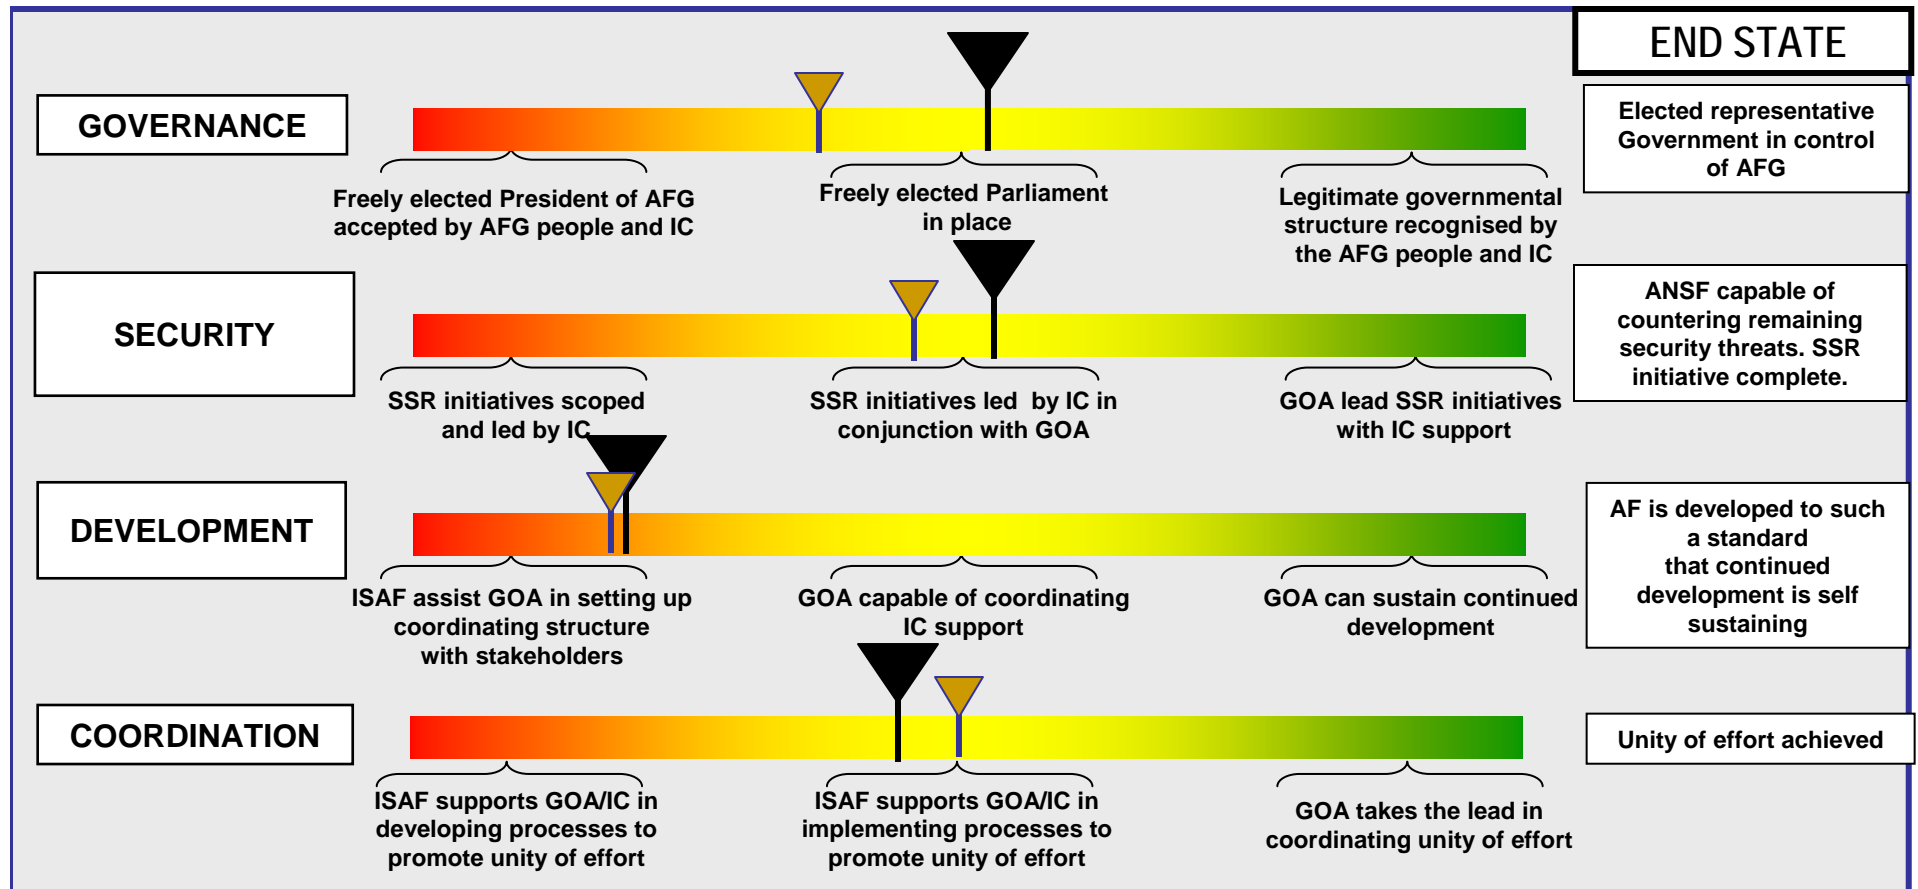 END STATE
GOVERNANCE
Freely elected President of AFG
accepted by AFG people and IC
Freely elected Parliament
in place
Legitimate governmental
structure recognised by
the AFG people and IC
Elected representative
Government in control
of AFG
SECURITY
SSR initiatives scoped
and led by IC
SSR initiatives led by IC in
conjunction with GOA
GOA lead SSR initiatives
with IC support
ANSF capable of
countering remaining
security threats. SSR
initiative complete.
DEVELOPMENT
ISAF assist GOA in setting up
coordinating structure
with stakeholders
GOA capable of coordinating
IC support
GOA can sustain continued
development
AF is developed to such
a standard
that continued
development is self
sustaining
COORDINATION
ISAF supports GOA/IC in
developing processes to
promote unity of effort
ISAF supports GOA/IC in
implementing processes to
promote unity of effort
GOA takes the lead in
coordinating unity of effort
Unity of effort achieved